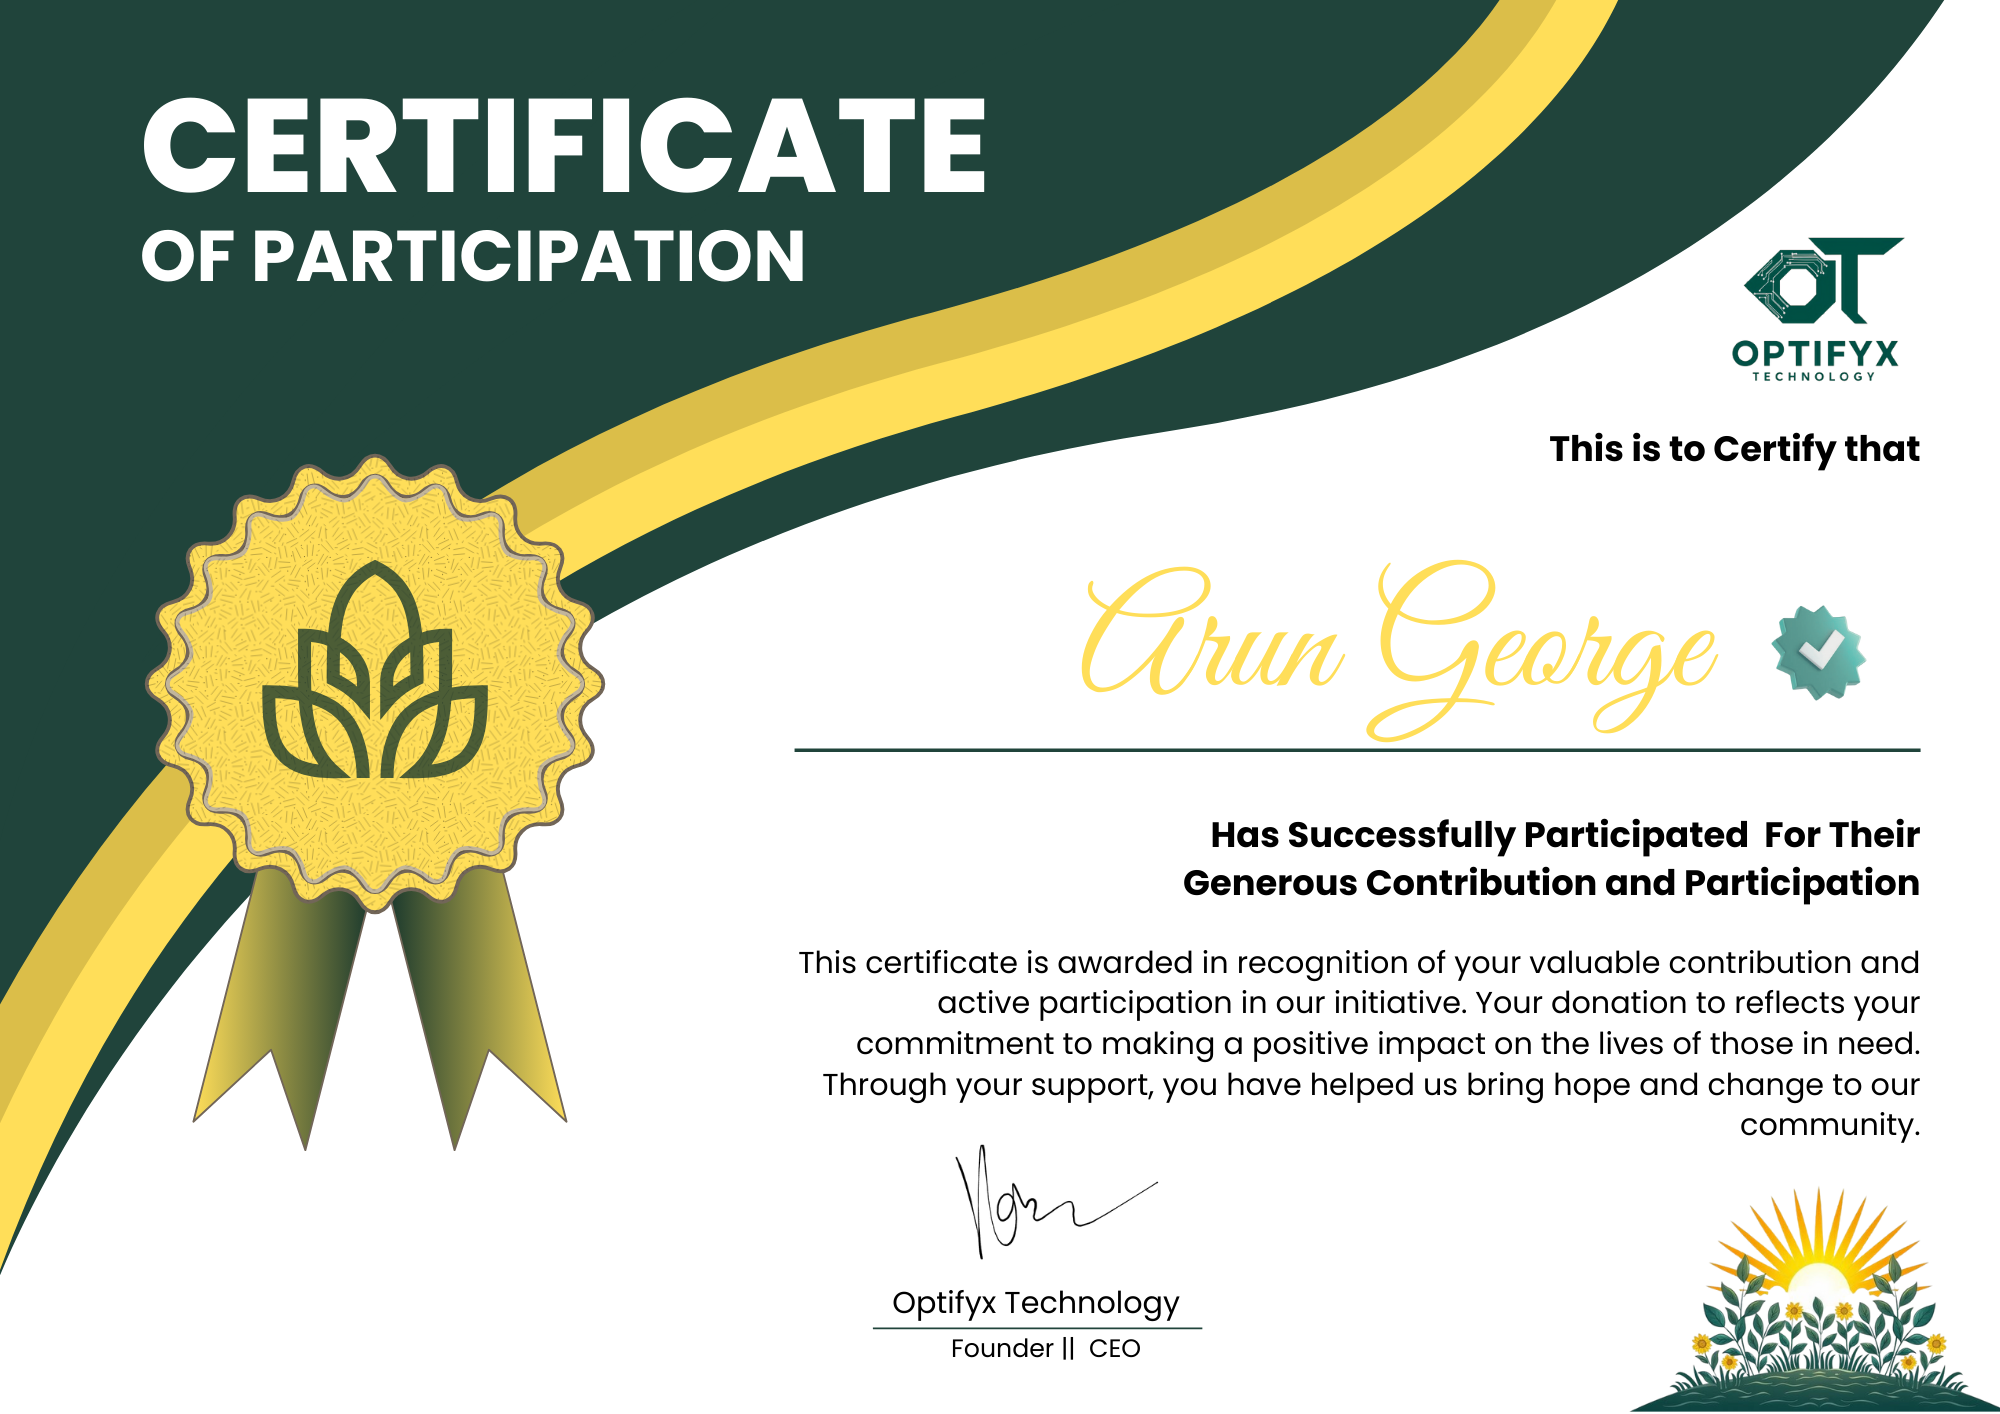 CERTIFICATE
OF PARTICIPATION
OT
OPTIFYX
TECHNOLOGY
This is to Certify that
Arun George
Has Successfully Participated For Their
Generous Contribution and Participation
This certificate is awarded in recognition of your valuable contribution and
active participation in our initiative. Your donation to reflects your
commitment to making a positive impact on the lives of those in need.
Through your support, you have helped us bring hope and change to our
community.
Optifyx Technology
Founder || CEO